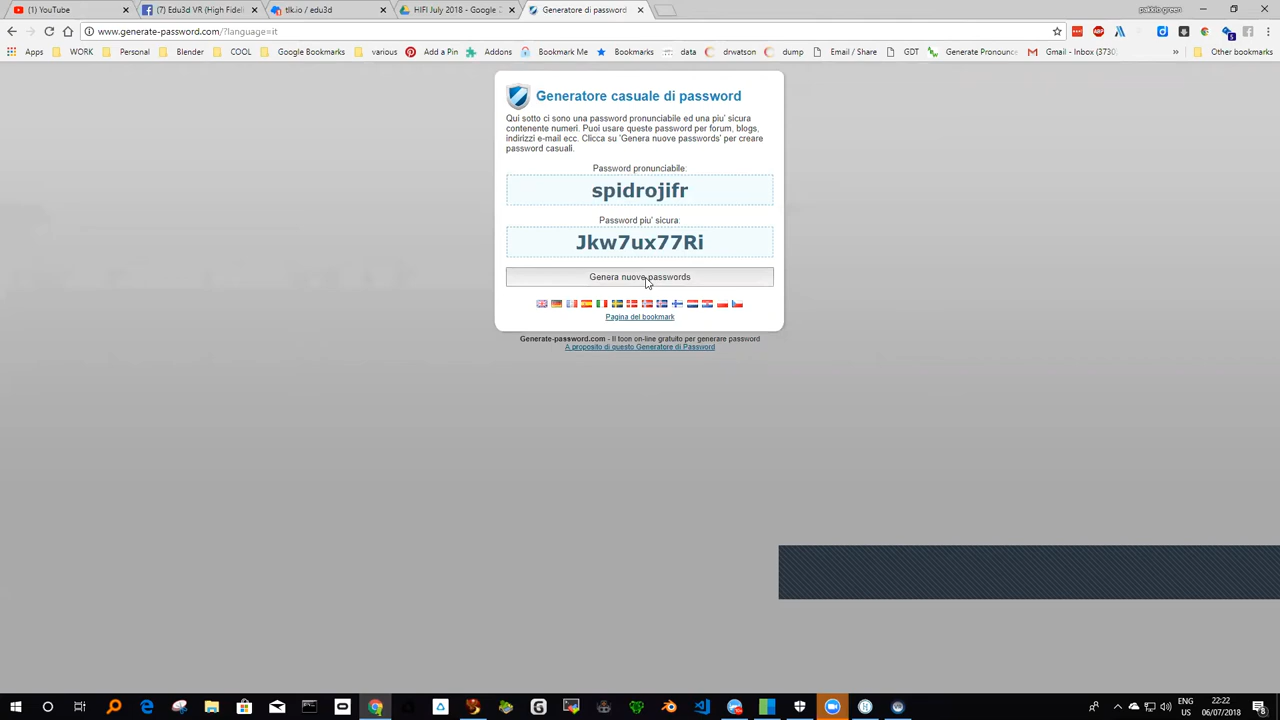 (1) YouTube
(7) Edu3d VR (High Fideli
tlk.io / edu3d
HIFI July 2018 - Google
Generatore di password
pukkio green
www.generate-password.com/?language=it
Apps
WORK
Personal
Blender
COOL
Google Bookmarks
various
Add a Pin
Addons
Bookmark Me
Bookmarks
data
drwatson
dump
Email / Share
GDT
Generate Pronounce
Gmail - Inbox (3730)
»
Other bookmarks
Generatore casuale di password
Qui sotto ci sono una password pronunciabile ed una piu' sicura
contenente numeri. Puoi usare queste password per forum, blogs,
indirizzi e-mail ecc. Clicca su 'Genera nuove passwords' per creare
password casuali.
Password pronunciabile:
spidrojifr
Password piu' sicura:
Jkw7ux77Ri
Genera nuove passwords
Pagina del bookmark
Generate-password.com - Il toon on-line gratuito per generare password
A proposito di questo Generatore di Password
ENG
US
22:22
06/07/2018